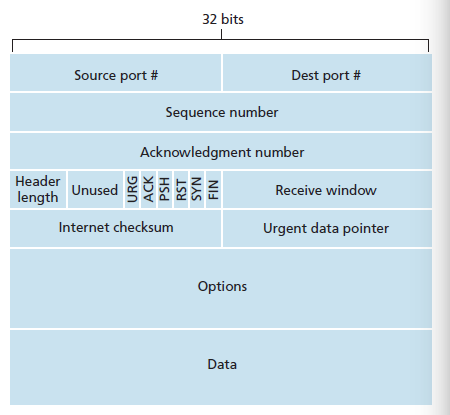 32 bits
Source port #
Dest port #
Sequence number
Acknowledgment number
Header
length
Unused
URG
ACK
PSH
RST
SYN
FIN
Receive window
Internet checksum
Urgent data pointer
Options
Data